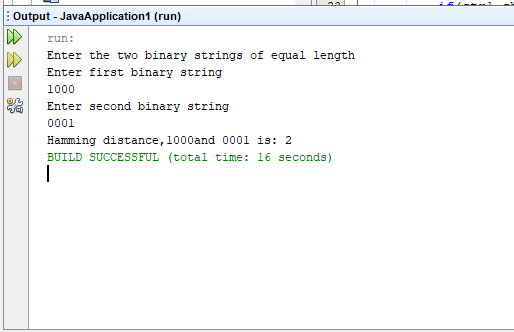 Output - JavaApplication1 (run)
run:
Enter the two binary strings of equal length
Enter first binary string
1000
Enter second binary string
0001
Hamming distance,1000and 0001 is: 2
BUILD SUCCESSFUL (total time: 16 seconds)